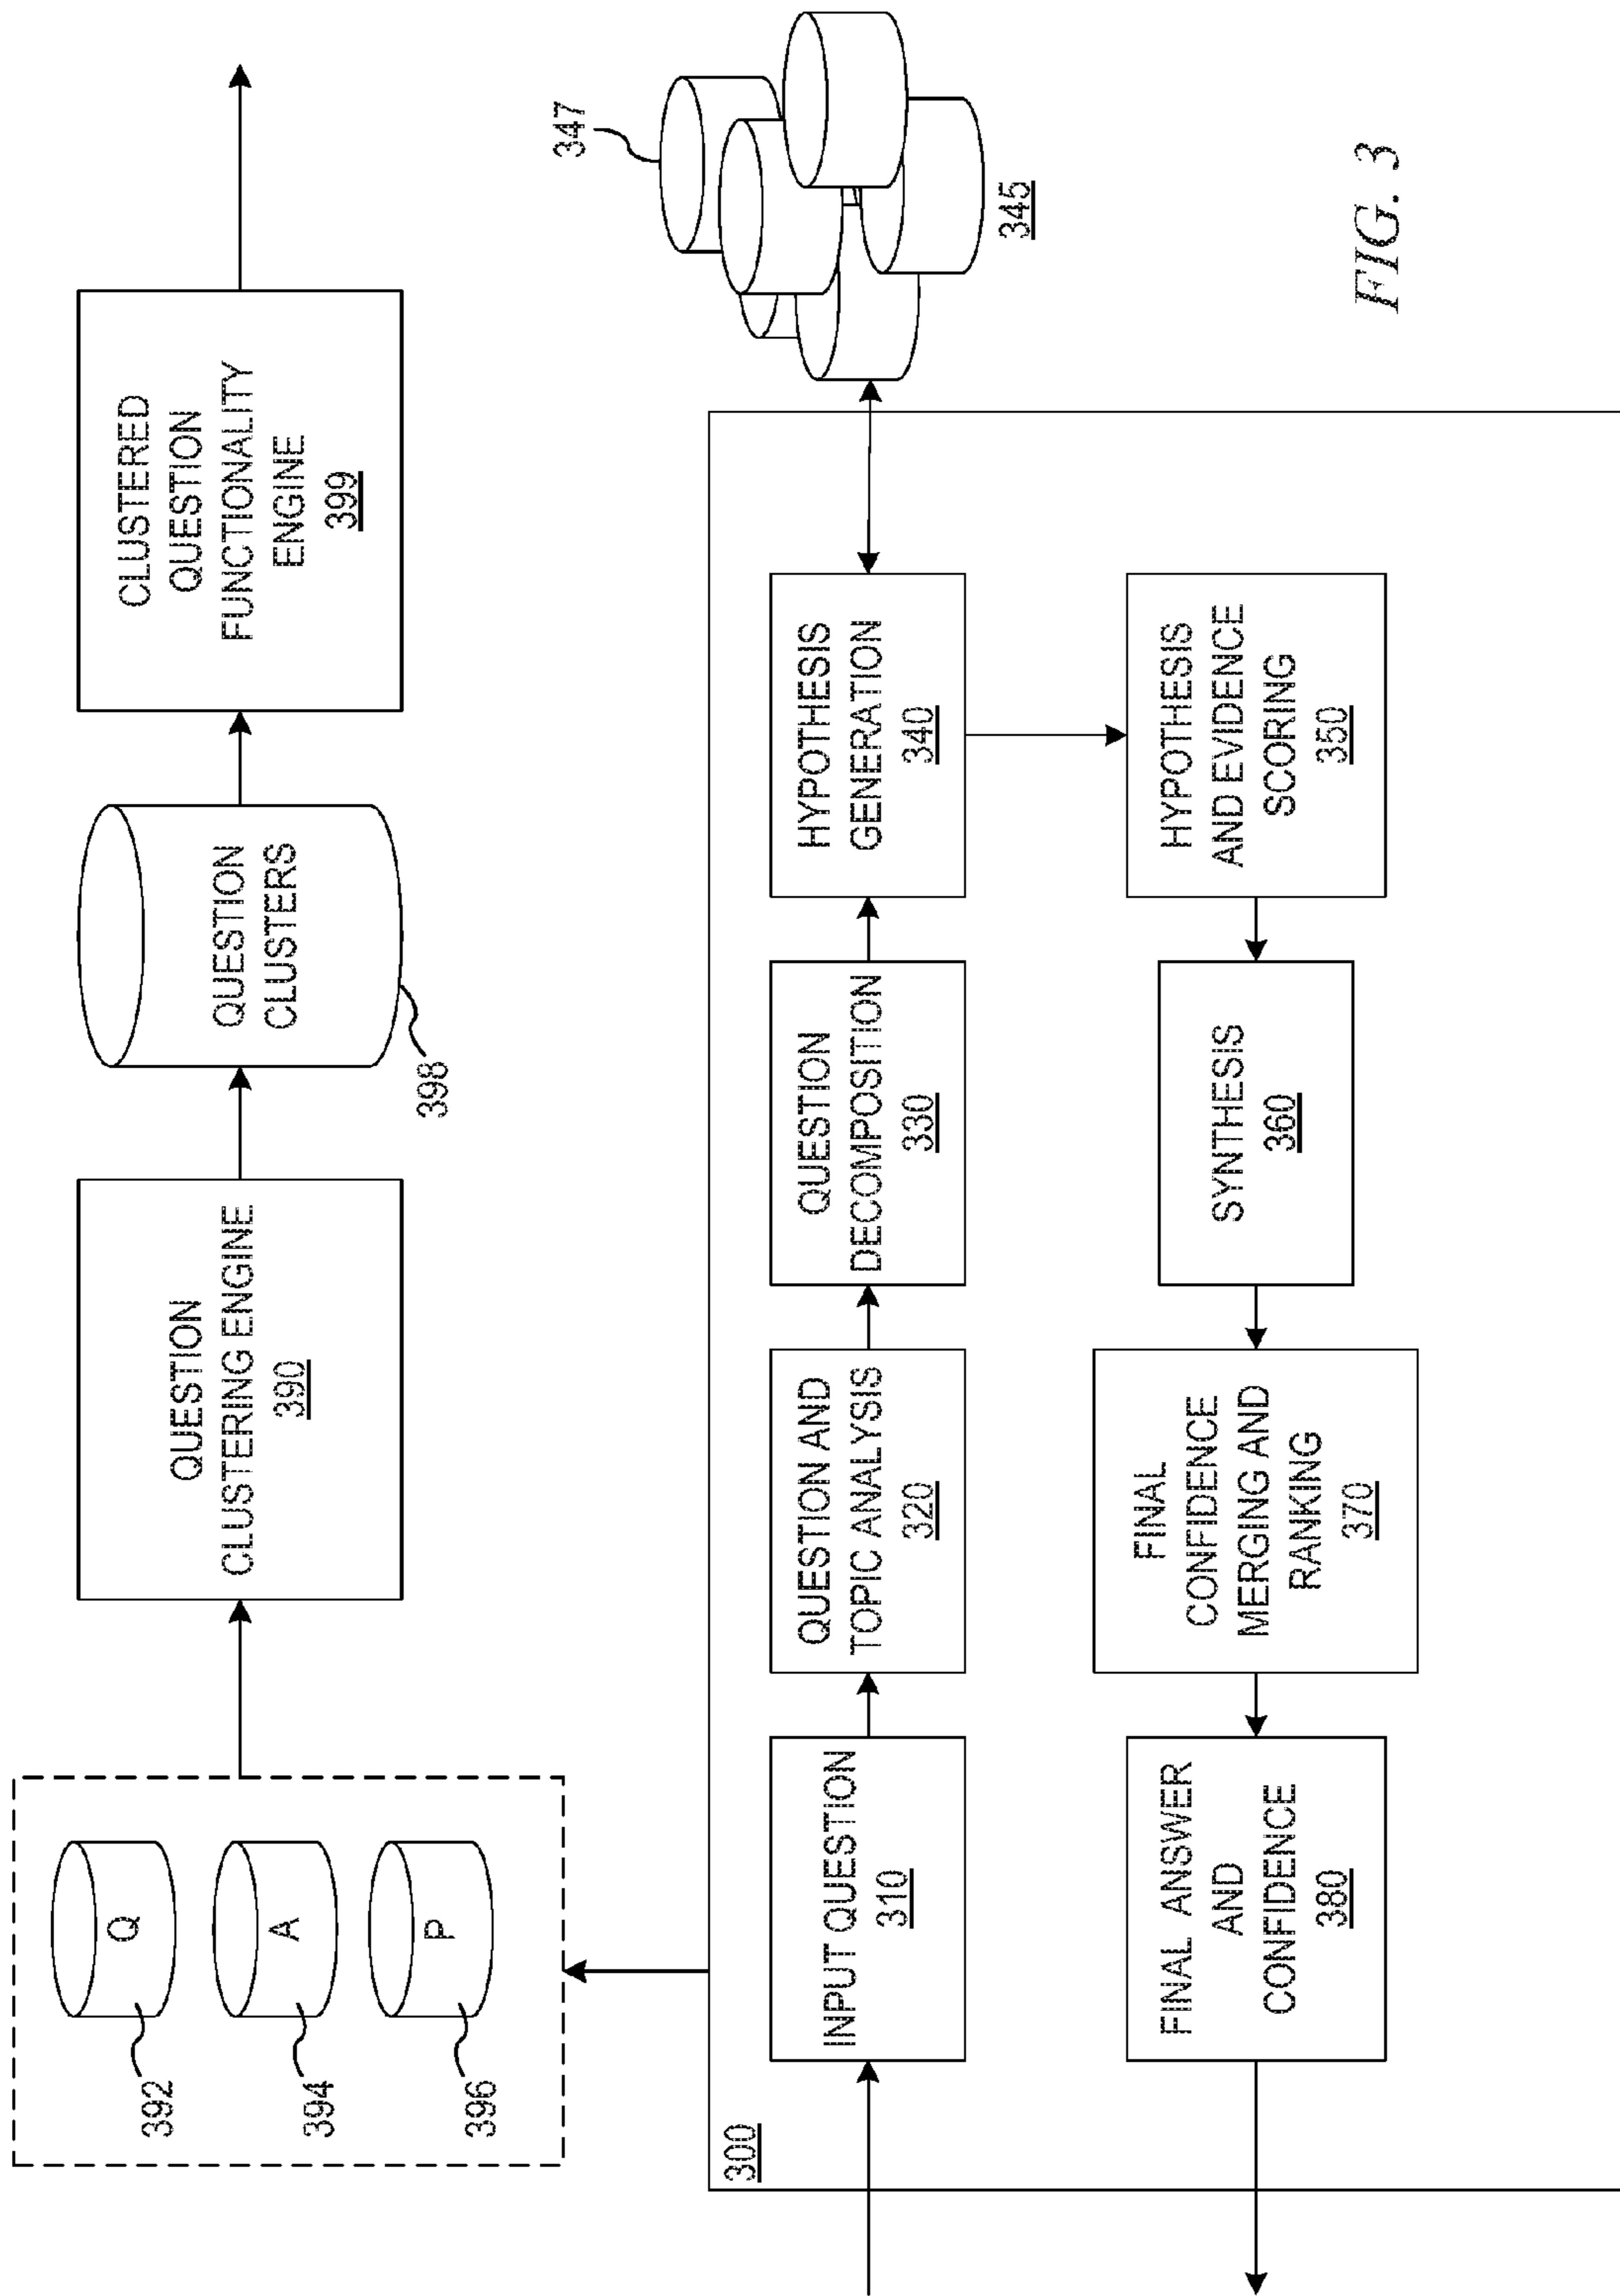 Q
392
A
394
P
396
QUESTION
CLUSTERING ENGINE
390
QUESTION
CLUSTERS
398
CLUSTERED
QUESTION
FUNCTIONALITY
ENGINE
399
300
INPUT QUESTION
310
QUESTION AND
TOPIC ANALYSIS
320
QUESTION
DECOMPOSITION
330
HYPOTHESIS
GENERATION
340
347
345
FINAL ANSWER
AND
CONFIDENCE
380
FINAL
CONFIDENCE
MERGING AND
RANKING
370
SYNTHESIS
360
HYPOTHESIS
AND EVIDENCE
SCORING
350
FIG. 3